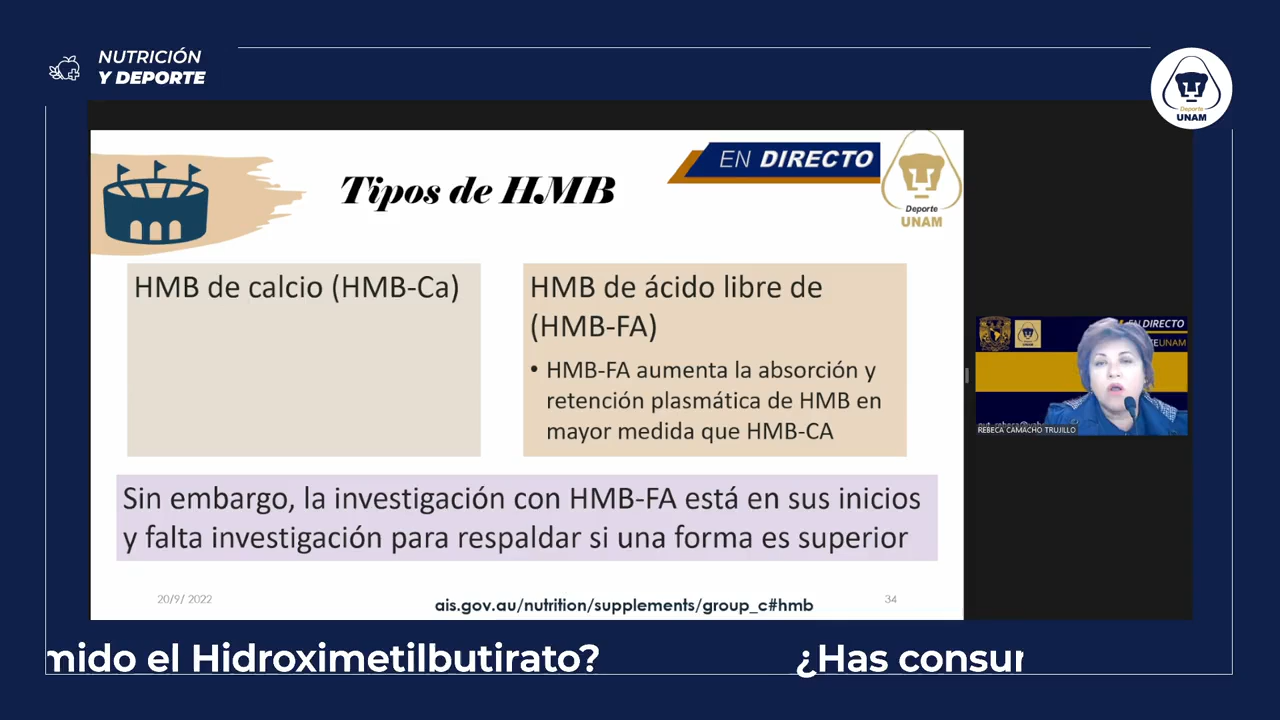 NUTRICIÓN
Y DEPORTE
Deporte
UNAM
EN DIRECTO
Tipos de HMB
Deporte
UNAM
HMB de calcio (HMB-Ca)
HMB de ácido libre de
(HMB-FA)
• HMB-FA aumenta la absorción y
retención plasmática de HMB en
mayor medida que HMB-CA
Sin embargo, la investigación con HMB-FA está en sus inicios
y falta investigación para respaldar si una forma es superior
20/9/ 2022
ais.gov.au/nutrition/supplements/group_c#hmb
34
EN DIRECTO
TEUNAM
REBECA CAMACHO TRUJILLO
mido el Hidroximetilbutirato?
¿Has consur